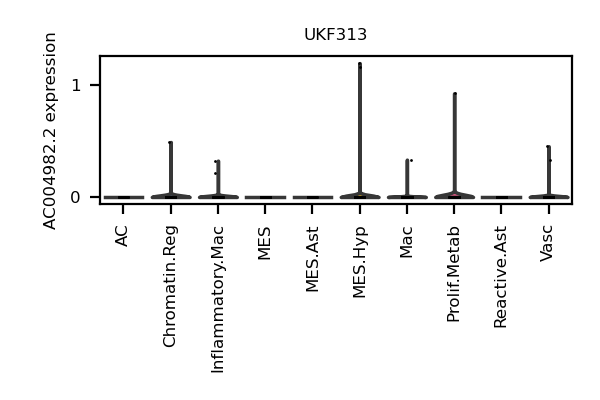 UKF313
AC004982.2 expression
1
0
AC
Chromatin.Reg
Inflammatory.Mac
MES
MES.Ast
MES.Hyp
Mac
Prolif.Metab
Reactive.Ast
Vasc